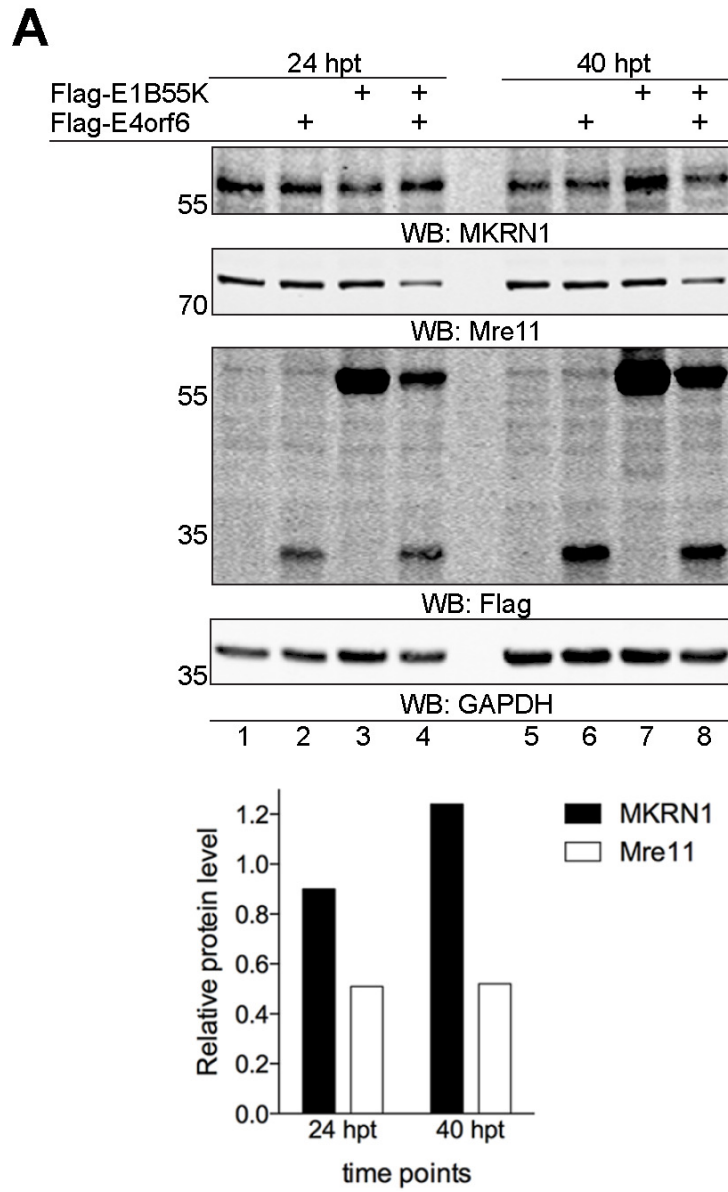 A
24 hpt 40 hpt
Flag-E1B55K + + + +
Flag-E4orf6 + + + +
55
WB: MKRN1
70
WB: Mre11
55
35
WB: Flag
35
WB: GAPDH
1 2 3 4 5 6 7 8
1.2
1.0
0.8
0.6
0.4
0.2
0.0
Relative protein level
MKRN1
Mre11
24 hpt 40 hpt
time points